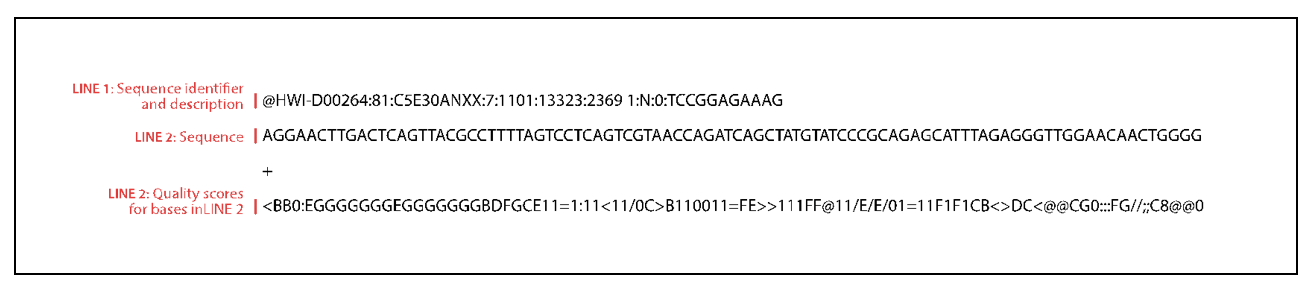 LINE 1: Sequence identifier
and description
@HWI-D00264:81:C5E30ANXX:7:1101:13323:2369 1:N:0:TCCGGAGAAAG
LINE 2: Sequence
AGGAACTTGACTCAGTTACGCCTTTTAGTCCTCAGTCGTAACCAGATCAGCTATGTATCCCGCAGAGCATTTAGAGGGTTGGAACAACTGGGG
+
LINE 2: Quality scores
for bases inLINE 2
<BB0:EGGGGGGGEGGGGGGGBDFGCE11=1:11<11/0C>B110011=FE>>111FF@11/E/E/01=11F1F1CB<>DC<@@CG0:::FG//;;C8@@0